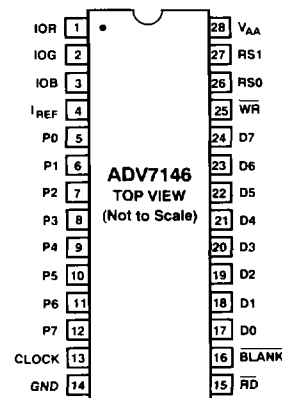 IOR 1 28 VAA
IOG 2 27 RS1
IOB 3 26 RS0
IREF 4 25 WR
P0 5 24 D7
P1 6 23 D6
P2 7 22 D5
P3 8 21 D4
P4 9 20 D3
P5 10 19 D2
P6 11 18 D1
P7 12 17 D0
CLOCK 13 16 BLANK
GND 14 15 RD
ADV7146
TOP VIEW
(Not to Scale)